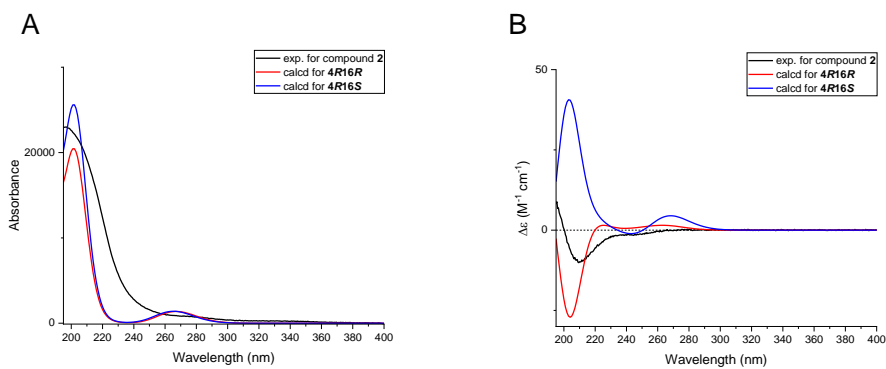 A
exp. for compound 2
calcd for 4R16R
calcd for 4R16S
20000
0
Absorbance
200 220 240 260 280 300 320 340 360 380 400
Wavelength (nm)
B
exp. for compound 2
calcd for 4R16R
calcd for 4R16S
50
0
Δε (M⁻¹ cm⁻¹)
200 220 240 260 280 300 320 340 360 380 400
Wavelength (nm)